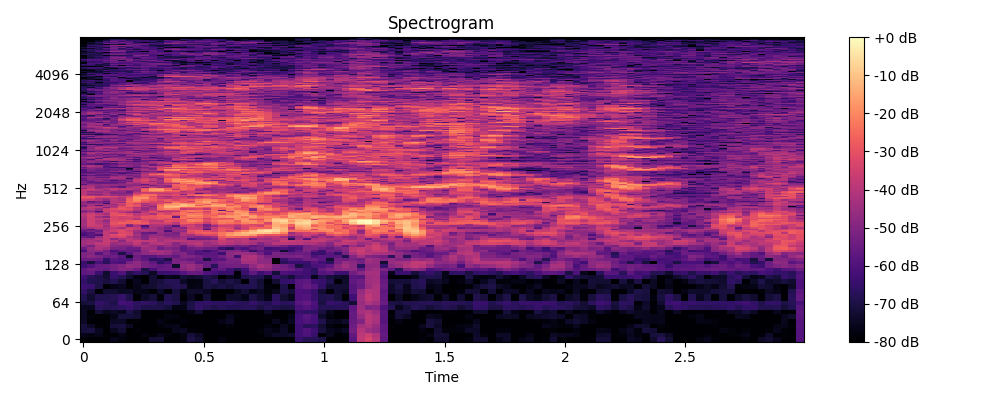 Spectrogram
Hz
4096
2048
1024
512
256
128
64
0
0
0.5
1
1.5
2
2.5
Time
+0 dB
-10 dB
-20 dB
-30 dB
-40 dB
-50 dB
-60 dB
-70 dB
-80 dB